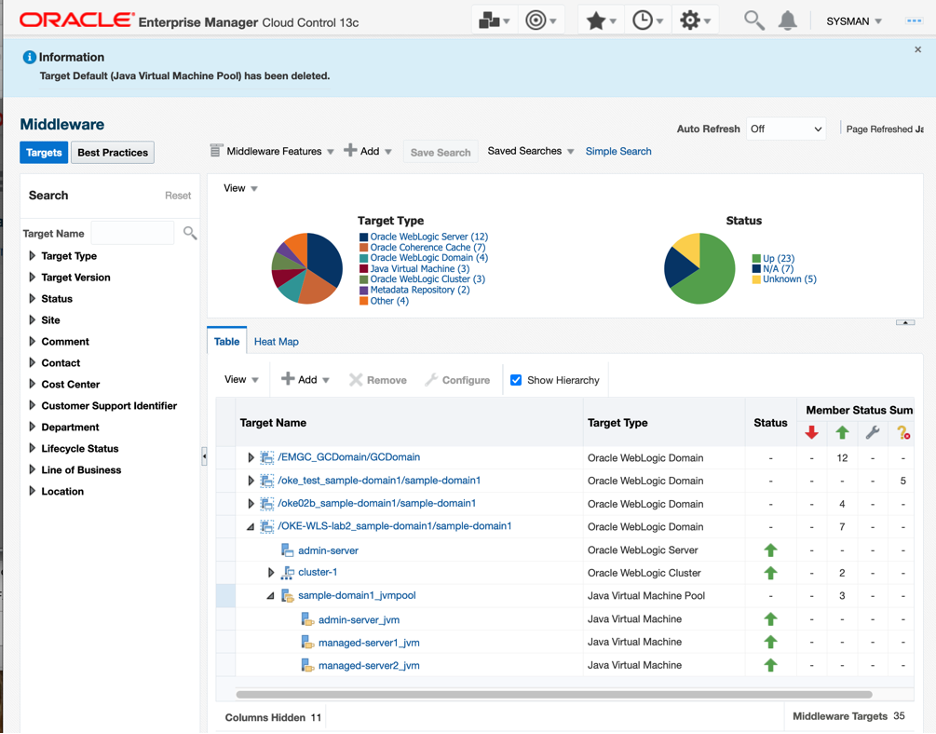 ORACLE® Enterprise Manager Cloud Control 13c
SYSMAN
Information
Target Default (Java Virtual Machine Pool) has been deleted.
Middleware
Auto Refresh Off Page Refreshed
Targets Best Practices
Middleware Features Add Save Search Saved Searches Simple Search
Search Reset
Target Name
Target Type
Target Version
Status
Site
Comment
Contact
Cost Center
Customer Support Identifier
Department
Lifecycle Status
Line of Business
Location
View
Target Type
Oracle WebLogic Server (12)
Oracle Coherence Cache (7)
Oracle WebLogic Domain (4)
Java Virtual Machine (3)
Oracle WebLogic Cluster (3)
Metadata Repository (2)
Other (4)
Status
Up (23)
N/A (7)
Unknown (5)
Table Heat Map
View Add Remove Configure Show Hierarchy
Target Name Target Type Status Member Status Sum
/EMGC_GCDomain/GCDomain Oracle WebLogic Domain - - 12 - -
/oke_test_sample-domain1/sample-domain1 Oracle WebLogic Domain - - - - 5
/oke02b_sample-domain1/sample-domain1 Oracle WebLogic Domain - - 4 - -
/OKE-WLS-lab2_sample-domain1/sample-domain1 Oracle WebLogic Domain - - 7 - -
admin-server Oracle WebLogic Server - - - -
cluster-1 Oracle WebLogic Cluster - 2 - -
sample-domain1_jvmpool Java Virtual Machine Pool - - 3 - -
admin-server_jvm Java Virtual Machine - - - -
managed-server1_jvm Java Virtual Machine - - - -
managed-server2_jvm Java Virtual Machine - - - -
Columns Hidden 11 Middleware Targets 35